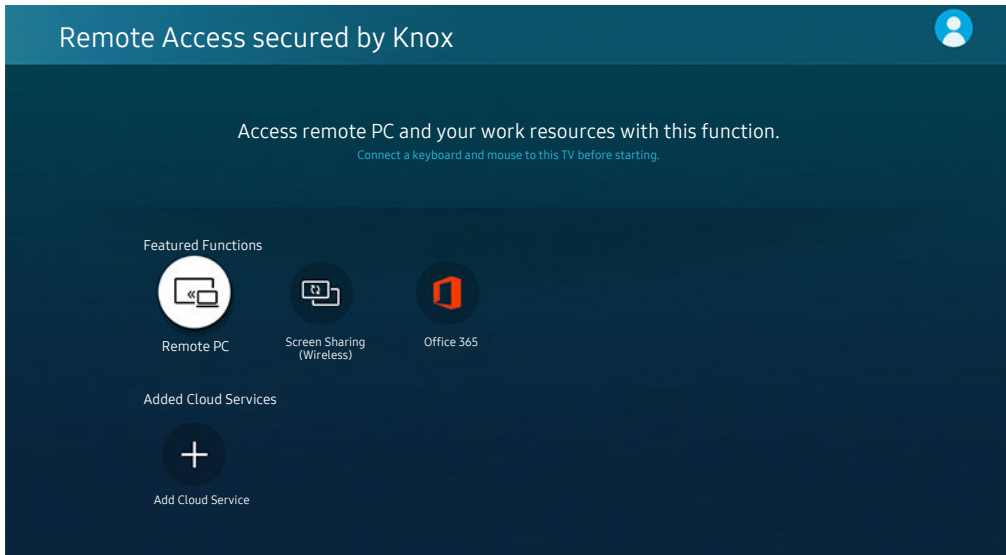 Remote Access secured by Knox
Access remote PC and your work resources with this function.
Connect a keyboard and mouse to this TV before starting.
Featured Functions
Remote PC
Screen Sharing
(Wireless)
Office 365
Added Cloud Services
Add Cloud Service